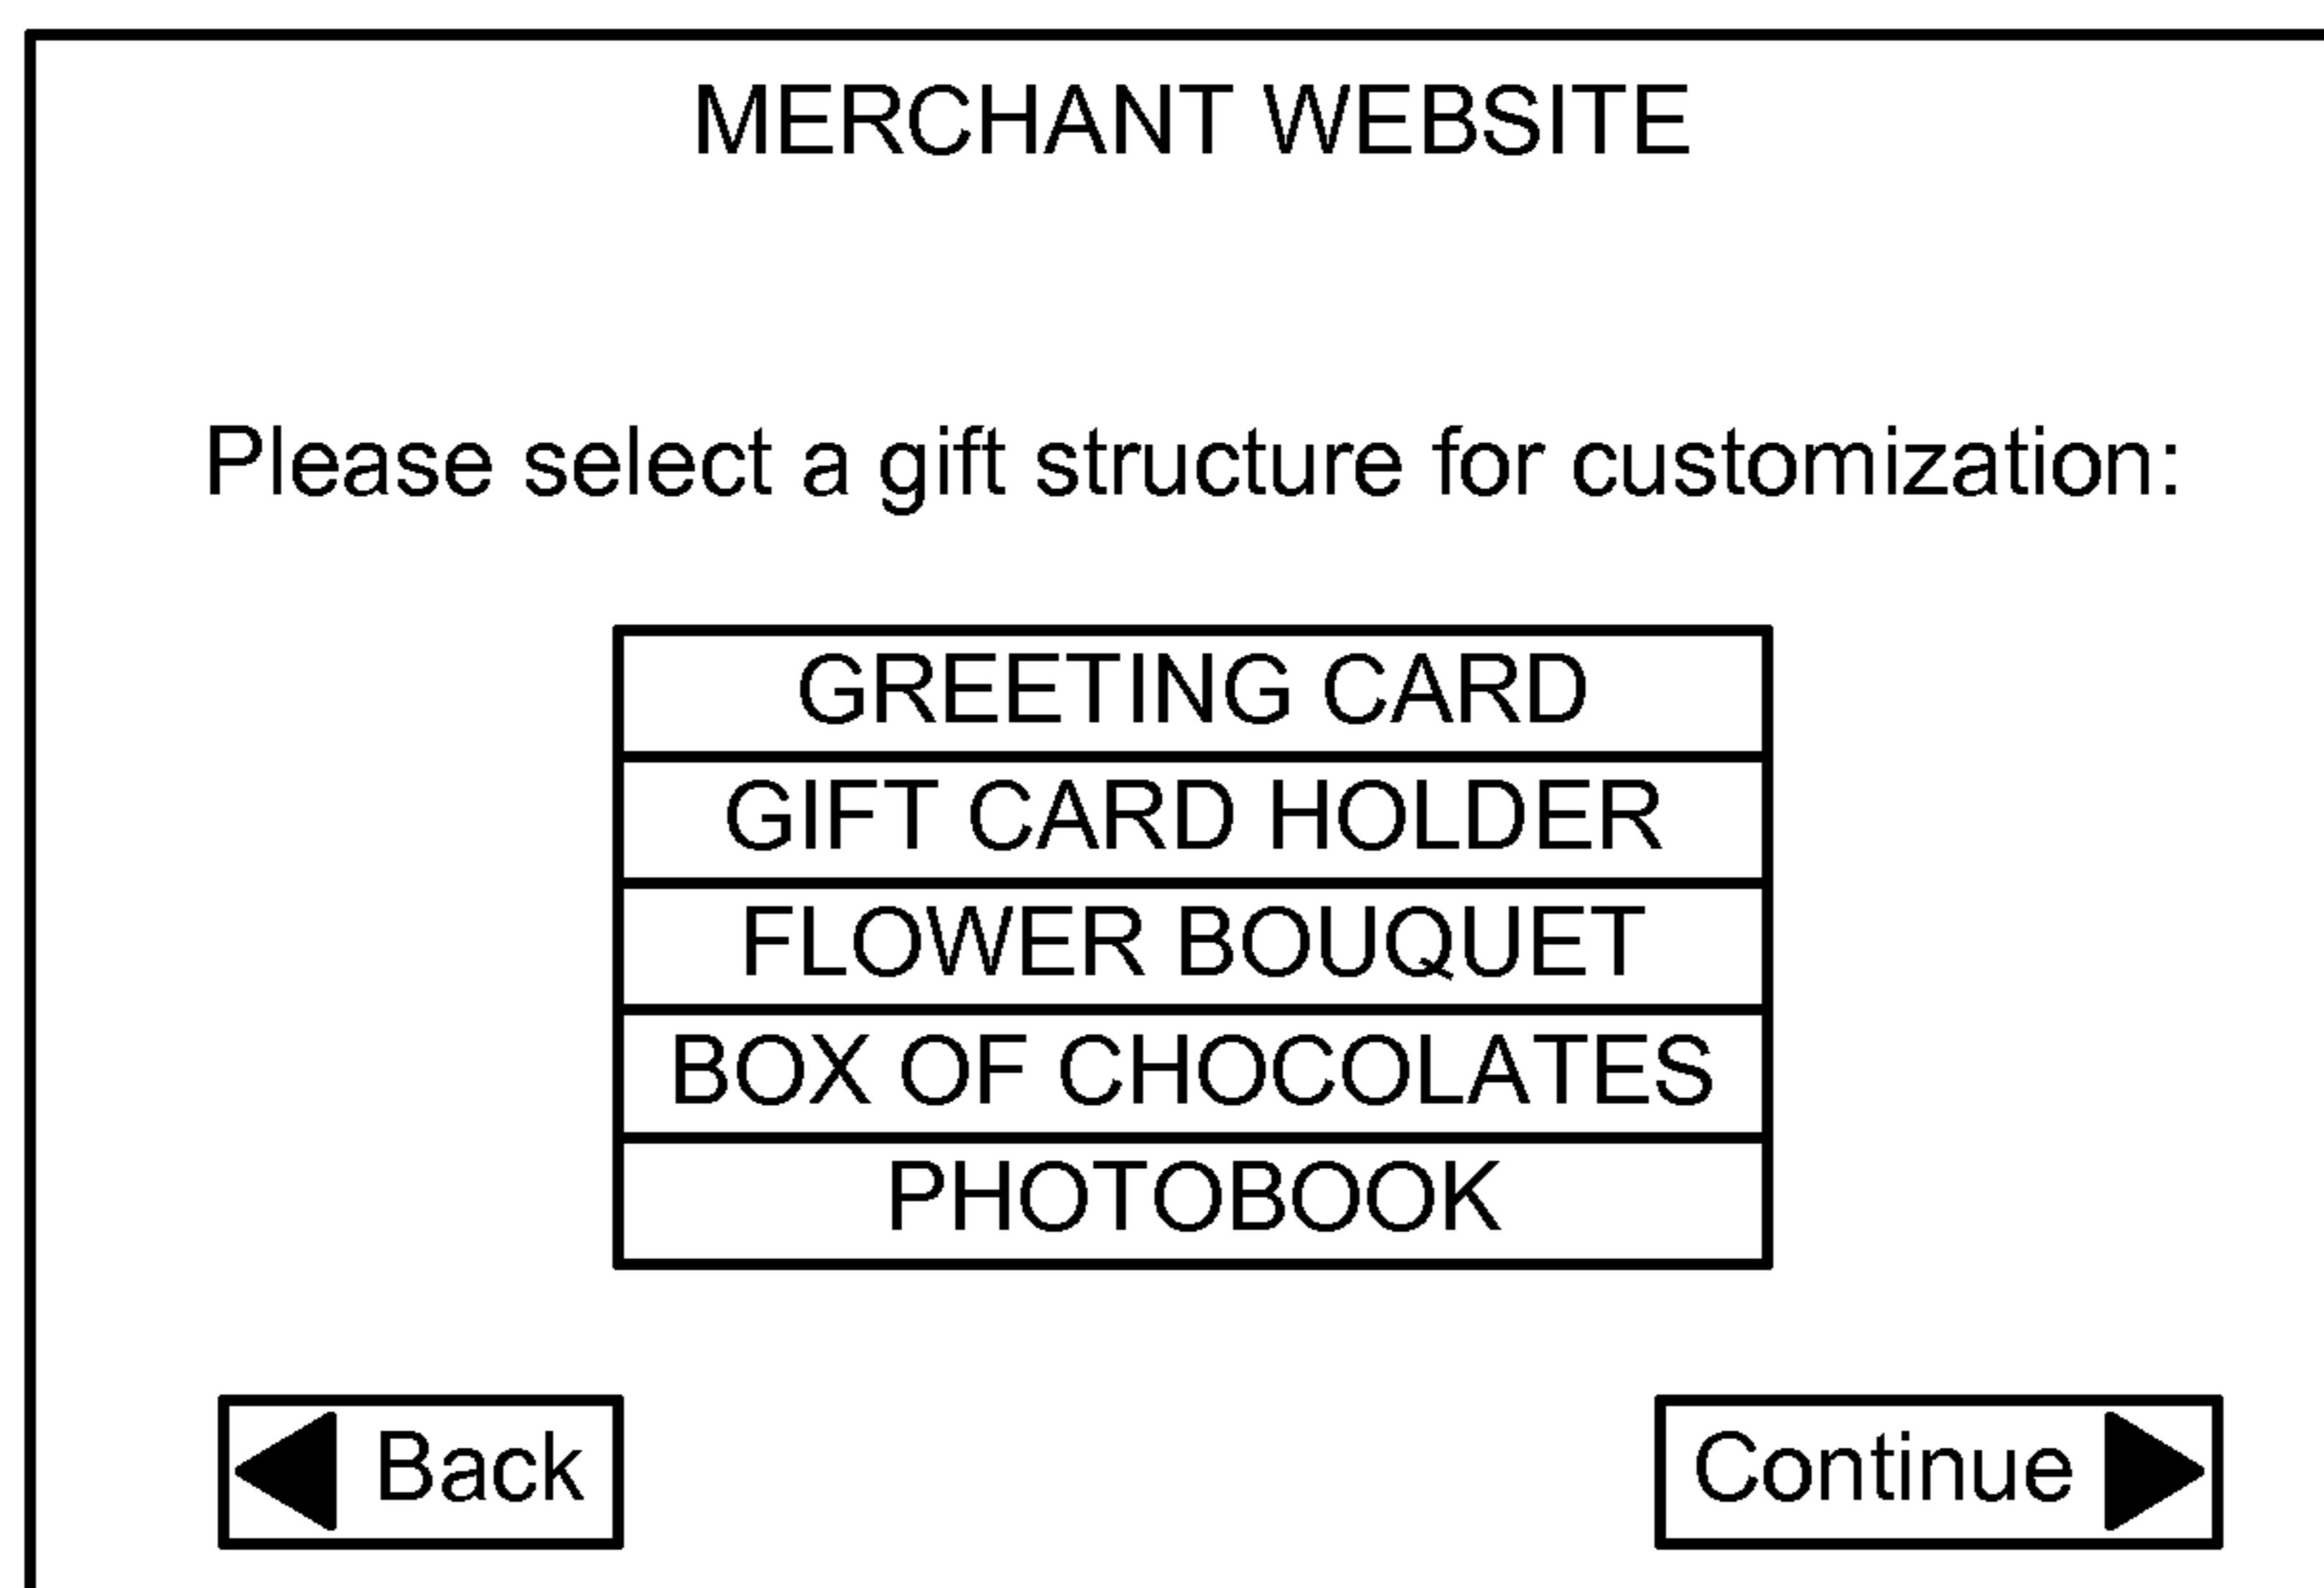 MERCHANT WEBSITE
Please select a gift structure for customization:
GREETING CARD
GIFT CARD HOLDER
FLOWER BOUQUET
BOX OF CHOCOLATES
PHOTOBOOK
Back
Continue